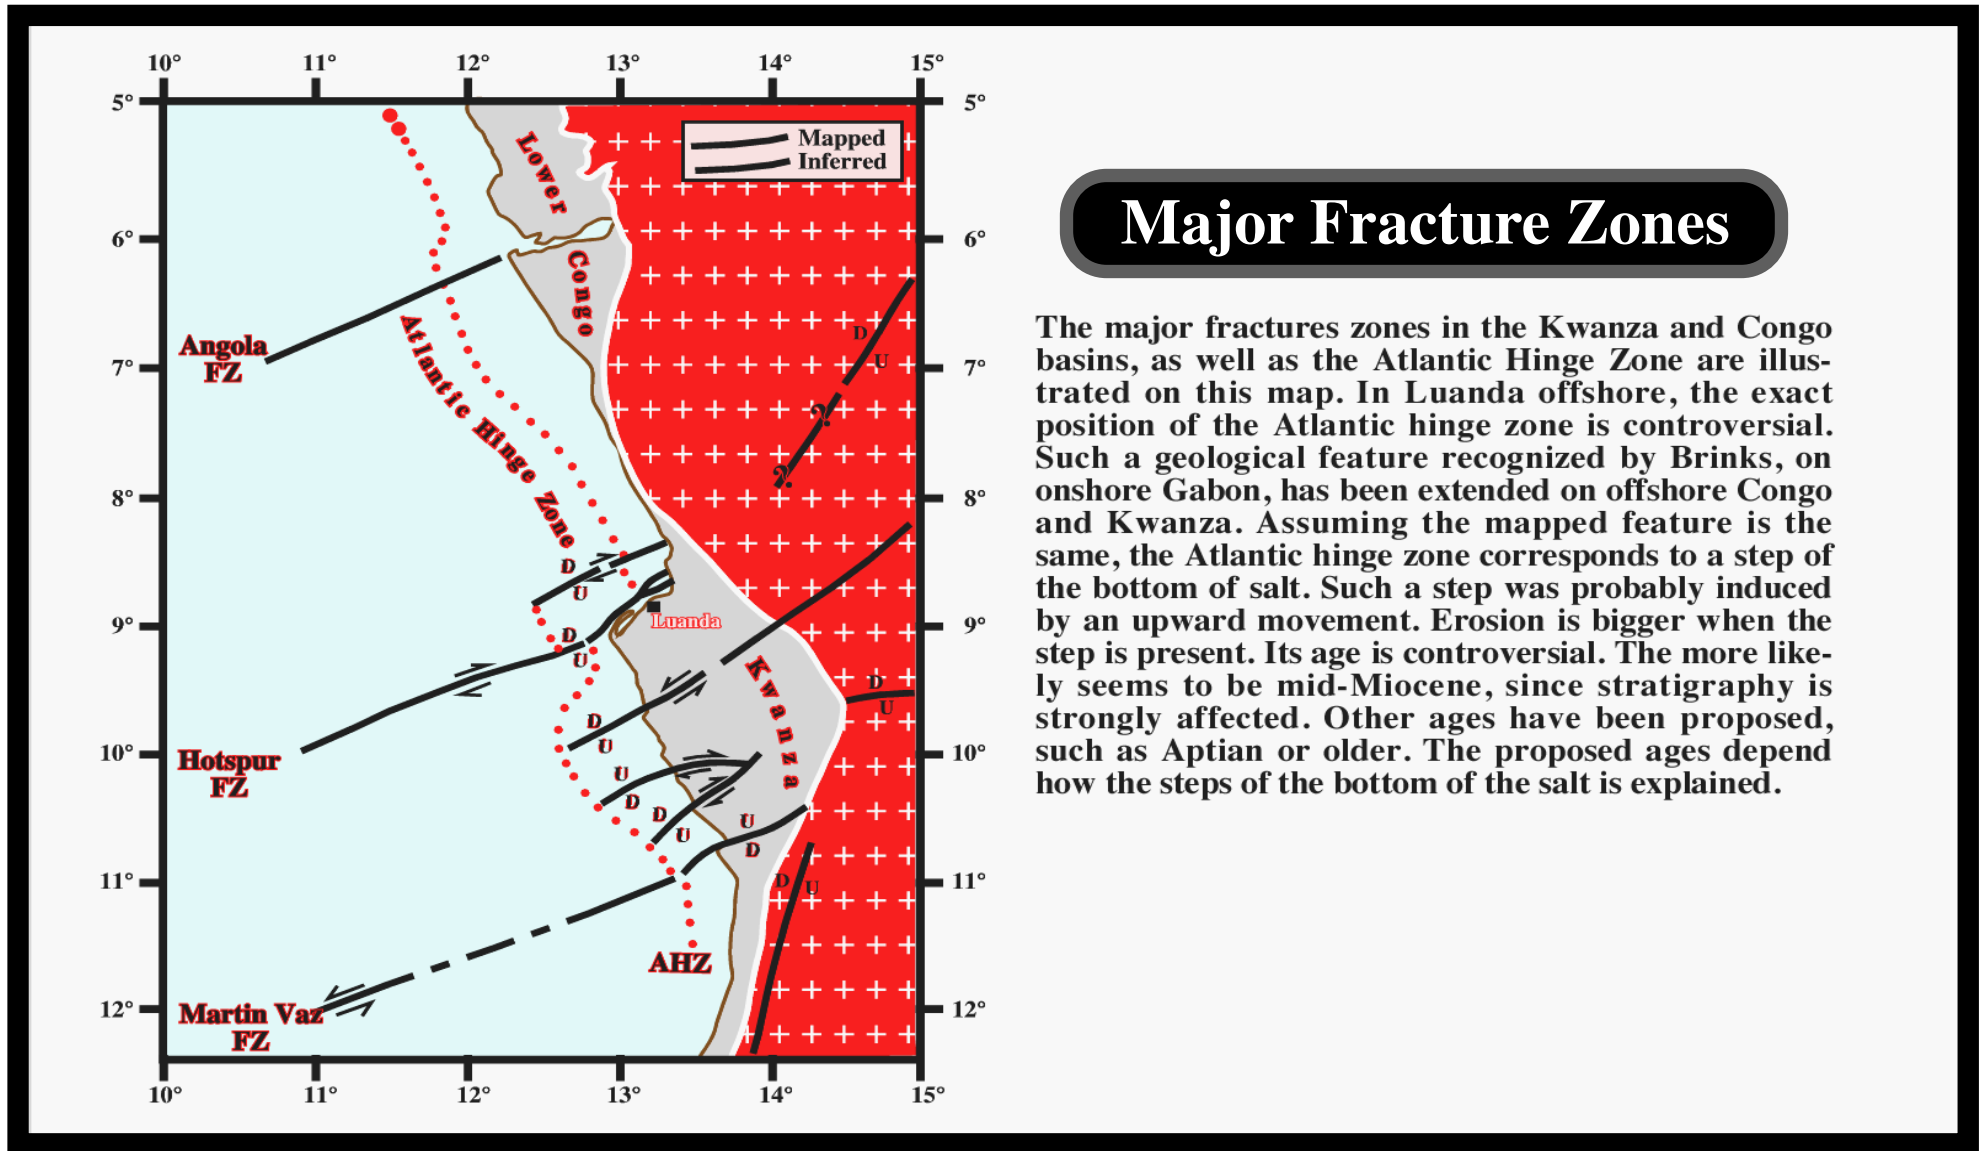 10° 11° 12° 13° 14° 15°
5° 5°
Mapped
Inferred
Lower
6° 6°
Congo
D
U
Angola
FZ
Atlantic Hinge Zone
7° 7°
?
?
8° 8°
D
U
Luanda
9° 9°
D
U
Kwanza
D
U
D
U
10° 10°
Hotspur
FZ
U
D
D
U
U
D
D U
11° 11°
AHZ
Martin Vaz
FZ
12° 12°
10° 11° 12° 13° 14° 15°
Major Fracture Zones
The major fractures zones in the Kwanza and Congo
basins, as well as the Atlantic Hinge Zone are illus-
trated on this map. In Luanda offshore, the exact
position of the Atlantic hinge zone is controversial.
Such a geological feature recognized by Brinks, on
onshore Gabon, has been extended on offshore Congo
and Kwanza. Assuming the mapped feature is the
same, the Atlantic hinge zone corresponds to a step of
the bottom of salt. Such a step was probably induced
by an upward movement. Erosion is bigger when the
step is present. Its age is controversial. The more like-
ly seems to be mid-Miocene, since stratigraphy is
strongly affected. Other ages have been proposed,
such as Aptian or older. The proposed ages depend
how the steps of the bottom of the salt is explained.